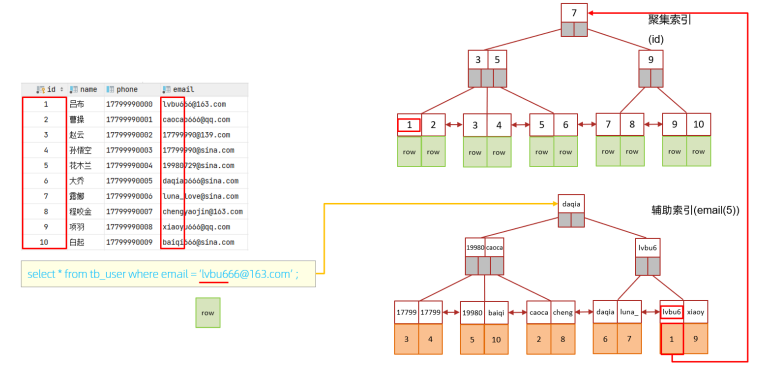 id name phone email
1 吕布 17799990000 lvbu666@163.com
2 曹操 17799990001 caocao666@qq.com
3 赵云 17799990002 17799990@139.com
4 孙悟空 17799990003 17799990@sina.com
5 花木兰 17799990004 19980729@sina.com
6 大乔 17799990005 daqiao666@sina.com
7 露娜 17799990006 luna_love@sina.com
8 程咬金 17799990007 chengyaojin@163.com
9 项羽 17799990008 xiaoyu666@qq.com
10 白起 17799990009 baiqi666@sina.com
select * from tb_user where email = 'lvbu666@163.com' ;
row
聚集索引
(id)
7
3 5
9
1 2 3 4 5 6 7 8 9 10
row row row row row row row row row row
辅助索引(email(5))
daqia
19980 caoca
lvbu6
17799 17799 19980 baiqi caoca cheng daqia luna_ lvbu6 xiaoy
3 4 5 10 2 8 6 7 1 9